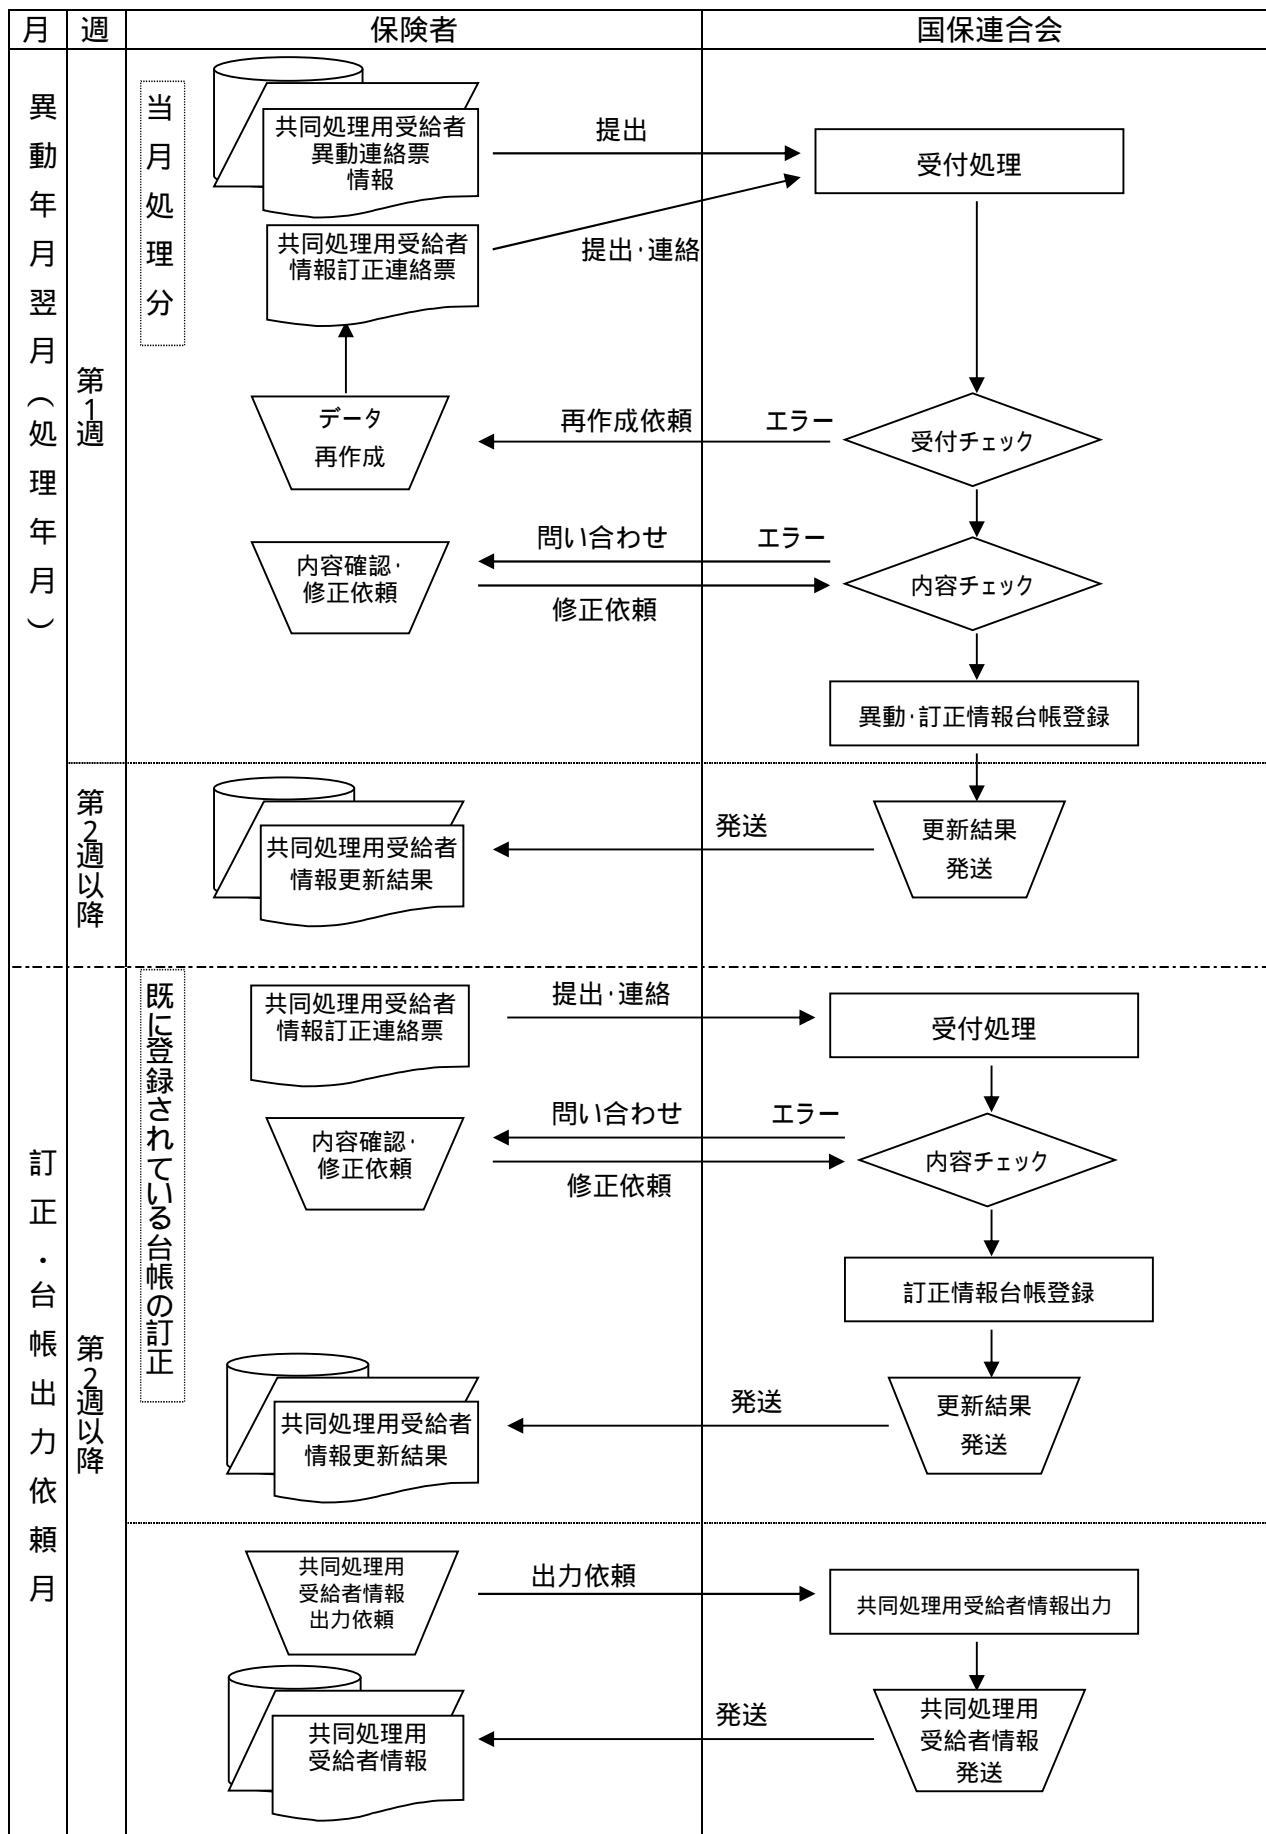 月
週
保険者
国保連合会
異動年月翌月(処理年月)
第1週
当月処理分
共同処理用受給者
異動連絡票
情報
提出
受付処理
共同処理用受給者
情報訂正連絡票
提出・連絡
データ
再作成
再作成依頼
エラー
受付チェック
内容確認・
修正依頼
問い合わせ
エラー
修正依頼
内容チェック
異動・訂正情報台帳登録
第2週以降
共同処理用受給者
情報更新結果
発送
更新結果
発送
訂正・台帳出力依頼月
第2週以降
既に登録されている台帳の訂正
共同処理用受給者
情報訂正連絡票
提出・連絡
受付処理
内容確認・
修正依頼
問い合わせ
エラー
修正依頼
内容チェック
訂正情報台帳登録
共同処理用受給者
情報更新結果
発送
更新結果
発送
共同処理用
受給者情報
出力依頼
出力依頼
共同処理用受給者情報出力
共同処理用
受給者情報
発送
共同処理用
受給者情報
発送